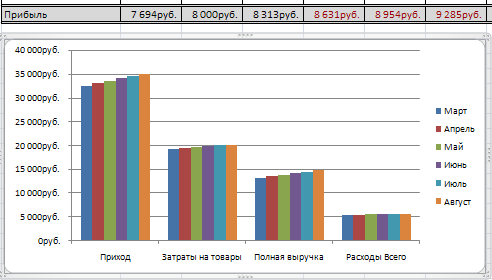 Прибыль 7 694руб. 8 000руб. 8 313руб. 8 631руб. 8 954руб. 9 285руб.
40 000руб.
35 000руб.
30 000руб.
25 000руб.
20 000руб.
15 000руб.
10 000руб.
5 000руб.
0руб.
Приход Затраты на товары Полная выручка Расходы Всего
Март
Апрель
Май
Июнь
Июль
Август